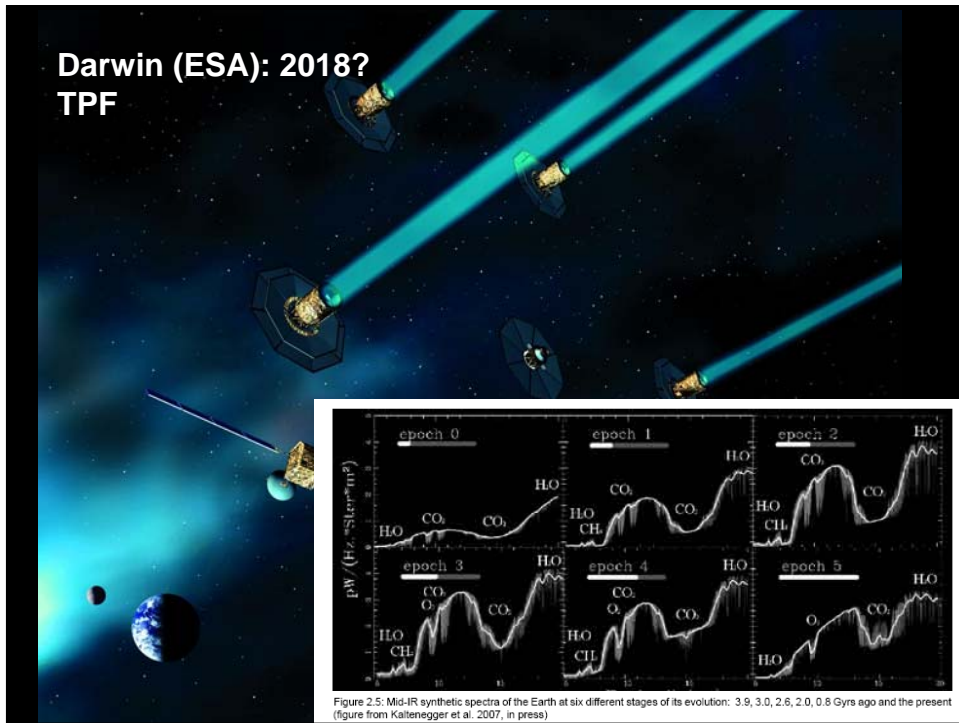 Darwin (ESA): 2018?
TPF
epoch 0
epoch 1
epoch 2
H₂O
CO₂
CO₂
H₂O
H₂O
CH₄
CO₂
CO₂
H₂O
H₂O
CH₄
CO₂
CO₂
H₂O
epoch 3
epoch 4
epoch 5
H₂O
CH₄
CO₂
O₃
CO₂
H₂O
H₂O
CH₄
CO₂
O₃
CO₂
H₂O
H₂O
O₃
CO₂
H₂O
pW/(Hz*Ster*m²)
Figure 2.5: Mid-IR synthetic spectra of the Earth at six different stages of its evolution: 3.9, 3.0, 2.6, 2.0, 0.8 Gyrs ago and the present
(figure from Kaltenegger et al. 2007, in press)